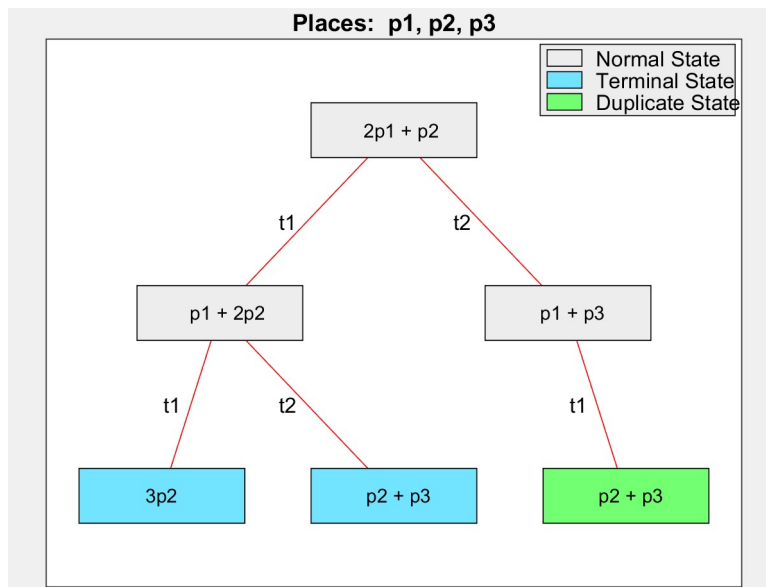 Places: p1, p2, p3
Normal State
Terminal State
Duplicate State
2p1 + p2
t1
t2
p1 + 2p2
p1 + p3
t1
t2
t1
3p2
p2 + p3
p2 + p3